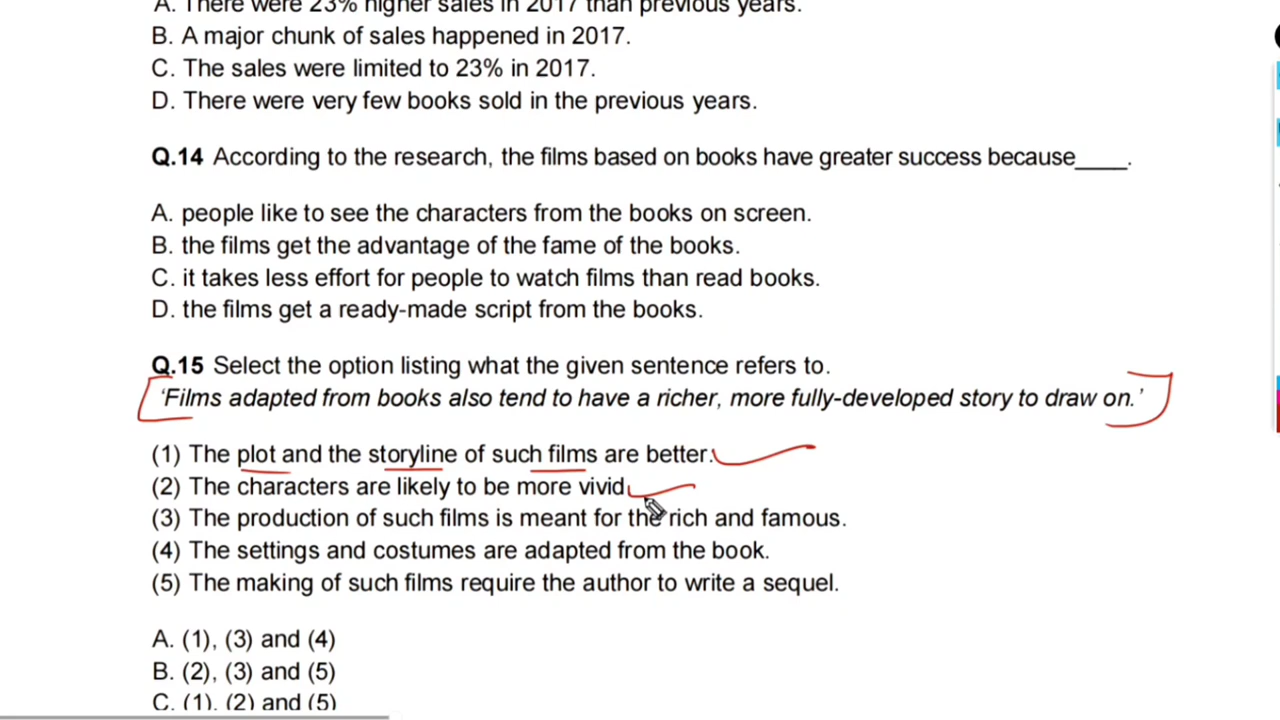 A. There were 23% higher sales in 2017 than previous years.
B. A major chunk of sales happened in 2017.
C. The sales were limited to 23% in 2017.
D. There were very few books sold in the previous years.
Q.14 According to the research, the films based on books have greater success because____.
A. people like to see the characters from the books on screen.
B. the films get the advantage of the fame of the books.
C. it takes less effort for people to watch films than read books.
D. the films get a ready-made script from the books.
Q.15 Select the option listing what the given sentence refers to.
‘Films adapted from books also tend to have a richer, more fully-developed story to draw on.’
(1) The plot and the storyline of such films are better.
(2) The characters are likely to be more vivid
(3) The production of such films is meant for the rich and famous.
(4) The settings and costumes are adapted from the book.
(5) The making of such films require the author to write a sequel.
A. (1), (3) and (4)
B. (2), (3) and (5)
C. (1), (2) and (5)